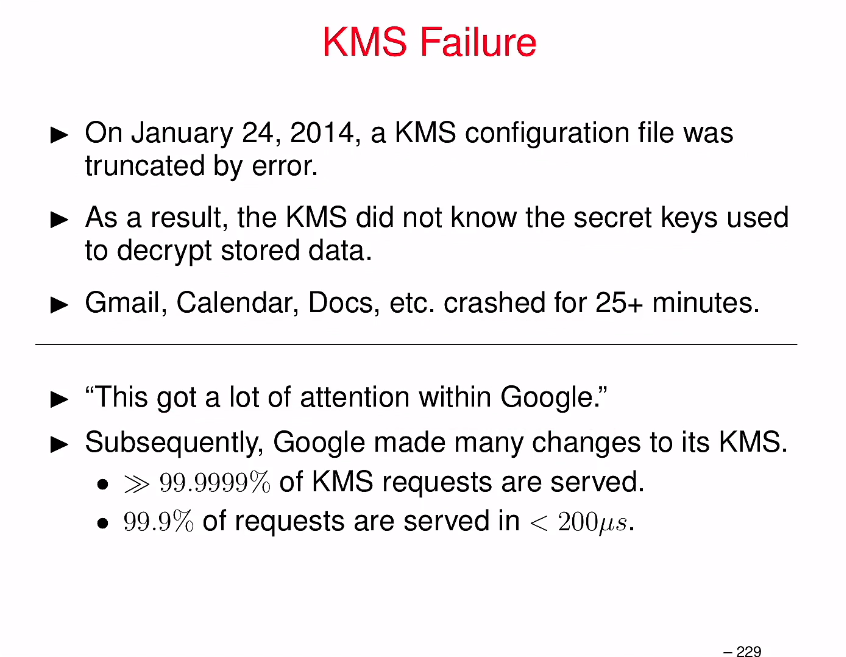 KMS Failure
▶ On January 24, 2014, a KMS configuration file was
truncated by error.
▶ As a result, the KMS did not know the secret keys used
to decrypt stored data.
▶ Gmail, Calendar, Docs, etc. crashed for 25+ minutes.
▶ “This got a lot of attention within Google.”
▶ Subsequently, Google made many changes to its KMS.
• ≫ 99.9999% of KMS requests are served.
• 99.9% of requests are served in < 200μs.
– 229